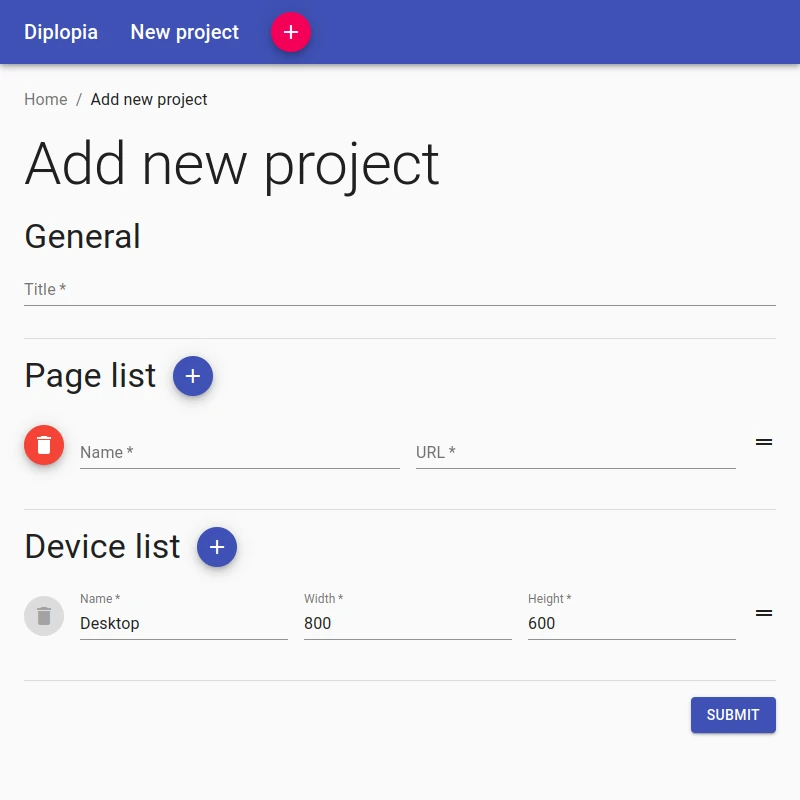 Diplopia New project
Home / Add new project
Add new project
General
Title *
Page list
Name * URL *
Device list
Name * Width * Height *
Desktop 800 600
SUBMIT